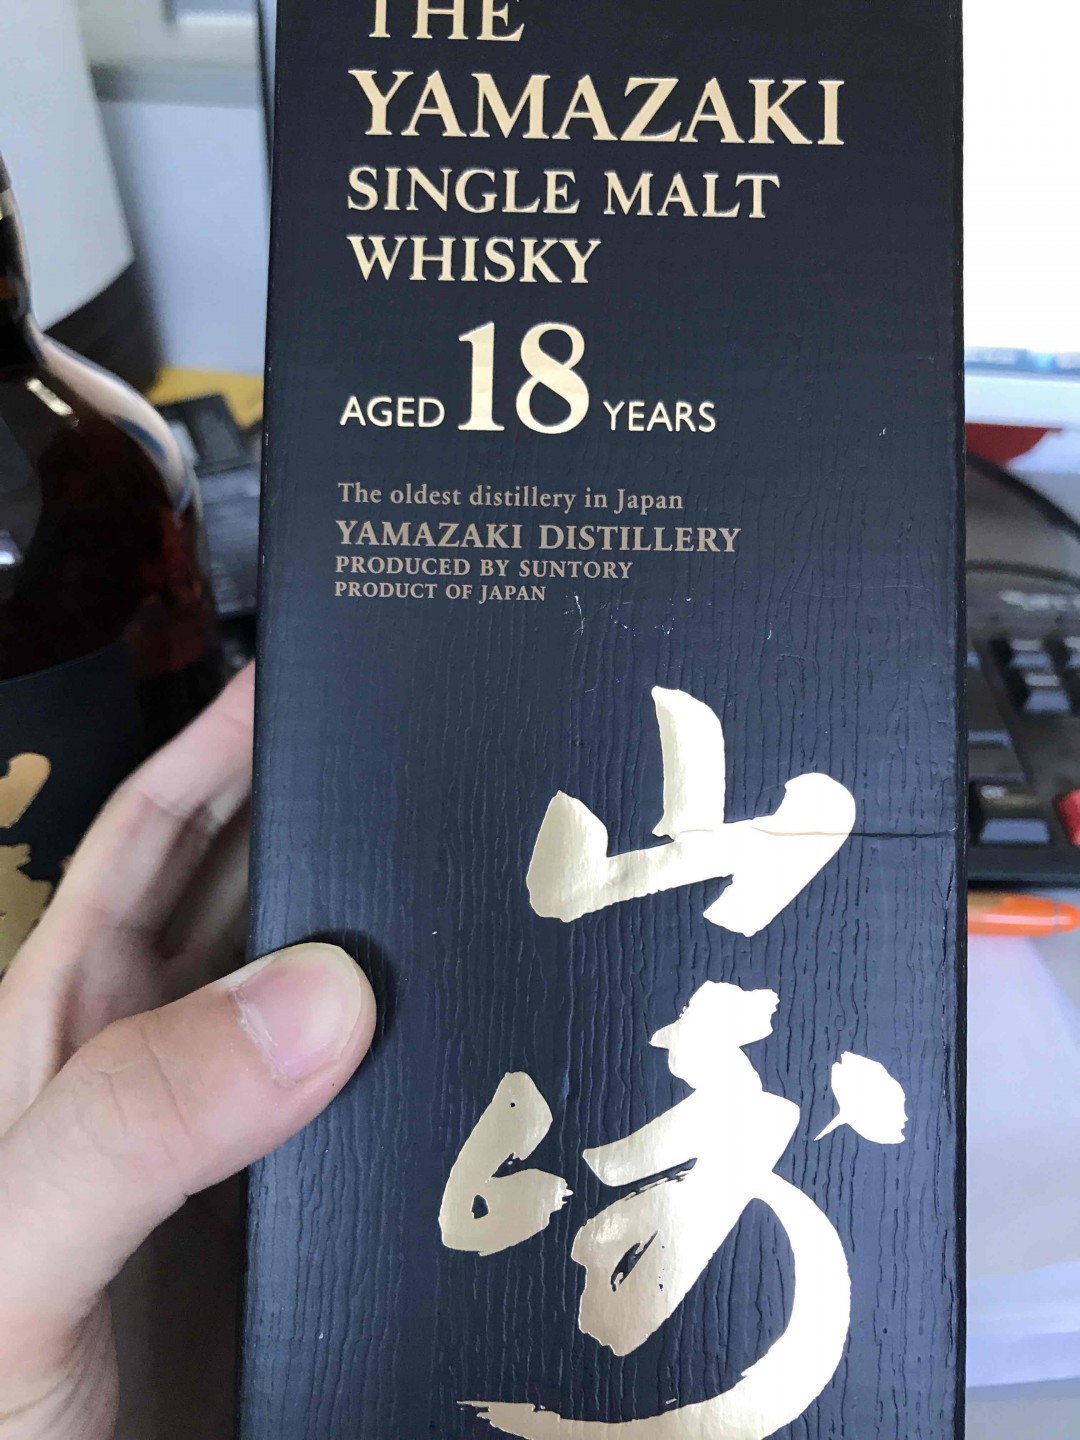 THE
YAMAZAKI
SINGLE MALT
WHISKY
AGED 18 YEARS
The oldest distillery in Japan
YAMAZAKI DISTILLERY
PRODUCED BY SUNTORY
PRODUCT OF JAPAN
山
崎